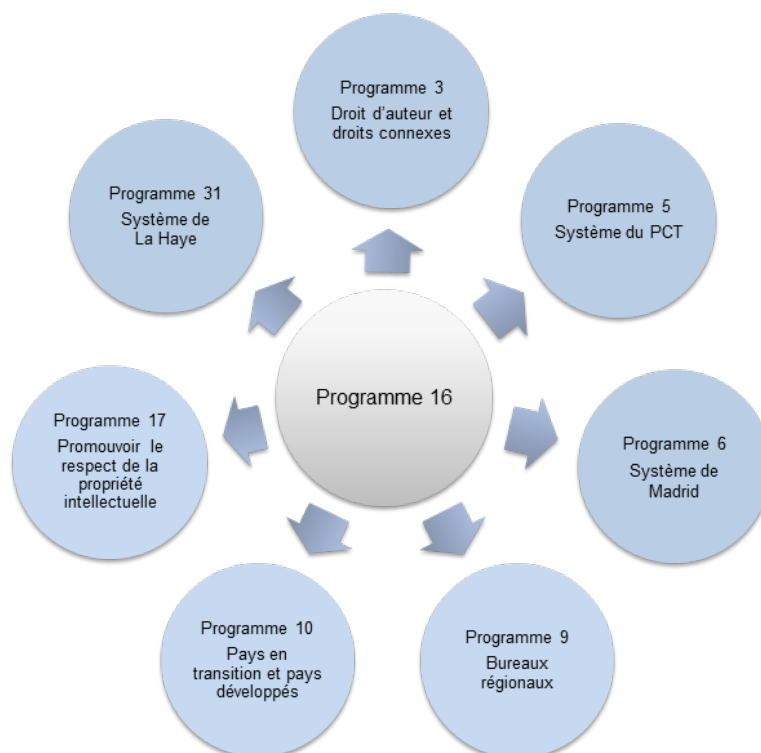 Programme 3
Droit d'auteur et
droits connexes
Programme 31
Système de
La Haye
Programme 5
Système du PCT
Programme 16
Programme 17
Promouvoir le
respect de la
propriété
intellectuelle
Programme 6
Système de
Madrid
Programme 10
Pays en
transition et pays
développés
Programme 9
Bureaux
régionaux